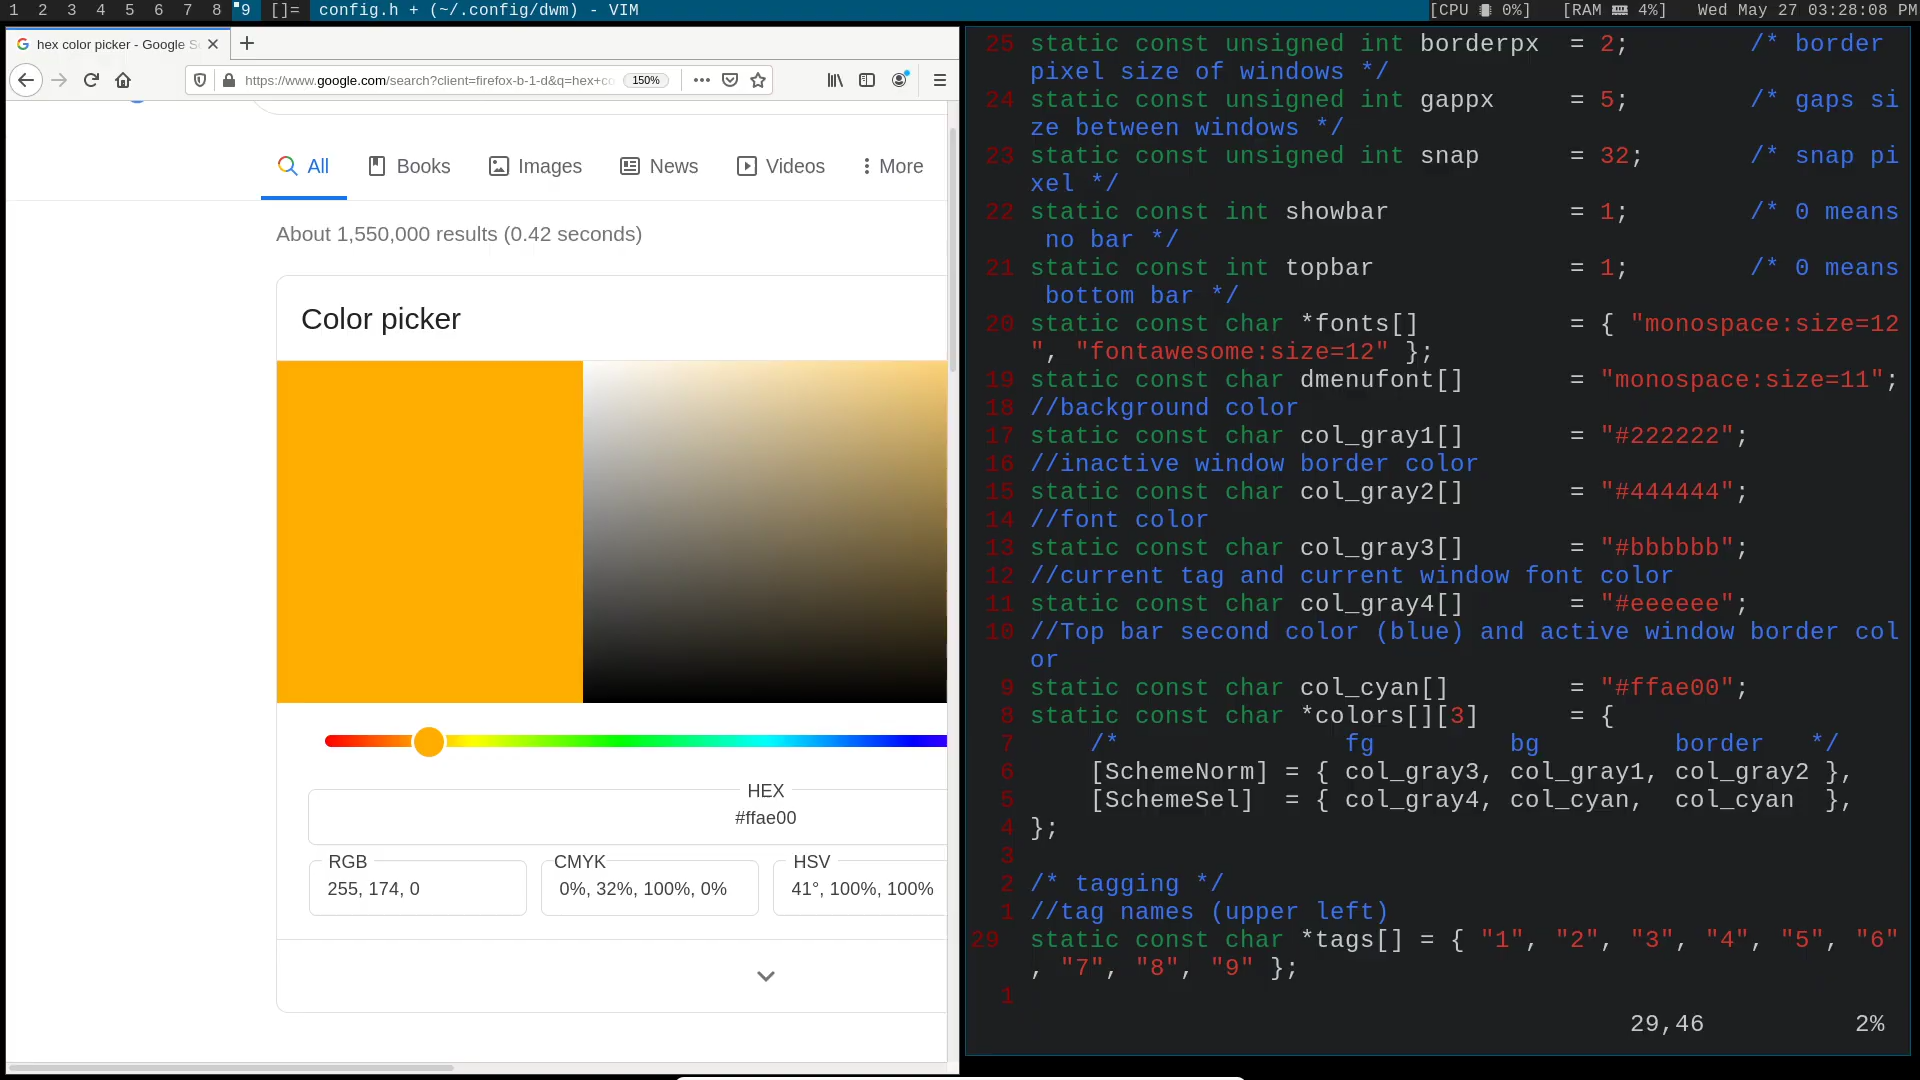 1 2 3 4 5 6 7 8 9 []= config.h + (~/.config/dwm) - VIM [CPU 0%] [RAM 4%] Wed May 27 03:28:08 PM
hex color picker - Google S
https://www.google.com/search?client=firefox-b-1-d&q=hex+co 150%
All Books Images News Videos More
About 1,550,000 results (0.42 seconds)
Color picker
HEX
#ffae00
RGB
255, 174, 0
CMYK
0%, 32%, 100%, 0%
HSV
41°, 100%, 100%
25 static const unsigned int borderpx = 2; /* border
pixel size of windows */
24 static const unsigned int gappx = 5; /* gaps si
ze between windows */
23 static const unsigned int snap = 32; /* snap pi
xel */
22 static const int showbar = 1; /* 0 means
no bar */
21 static const int topbar = 1; /* 0 means
bottom bar */
20 static const char *fonts[] = { "monospace:size=12
", "fontawesome:size=12" };
19 static const char dmenufont[] = "monospace:size=11";
18 //background color
17 static const char col_gray1[] = "#222222";
16 //inactive window border color
15 static const char col_gray2[] = "#444444";
14 //font color
13 static const char col_gray3[] = "#bbbbbb";
12 //current tag and current window font color
11 static const char col_gray4[] = "#eeeeee";
10 //Top bar second color (blue) and active window border col
or
9 static const char col_cyan[] = "#ffae00";
8 static const char *colors[][3] = {
7 /* fg bg border */
6 [SchemeNorm] = { col_gray3, col_gray1, col_gray2 },
5 [SchemeSel] = { col_gray4, col_cyan, col_cyan },
4 };
3
2 /* tagging */
1 //tag names (upper left)
29 static const char *tags[] = { "1", "2", "3", "4", "5", "6"
, "7", "8", "9" };
1
29,46 2%